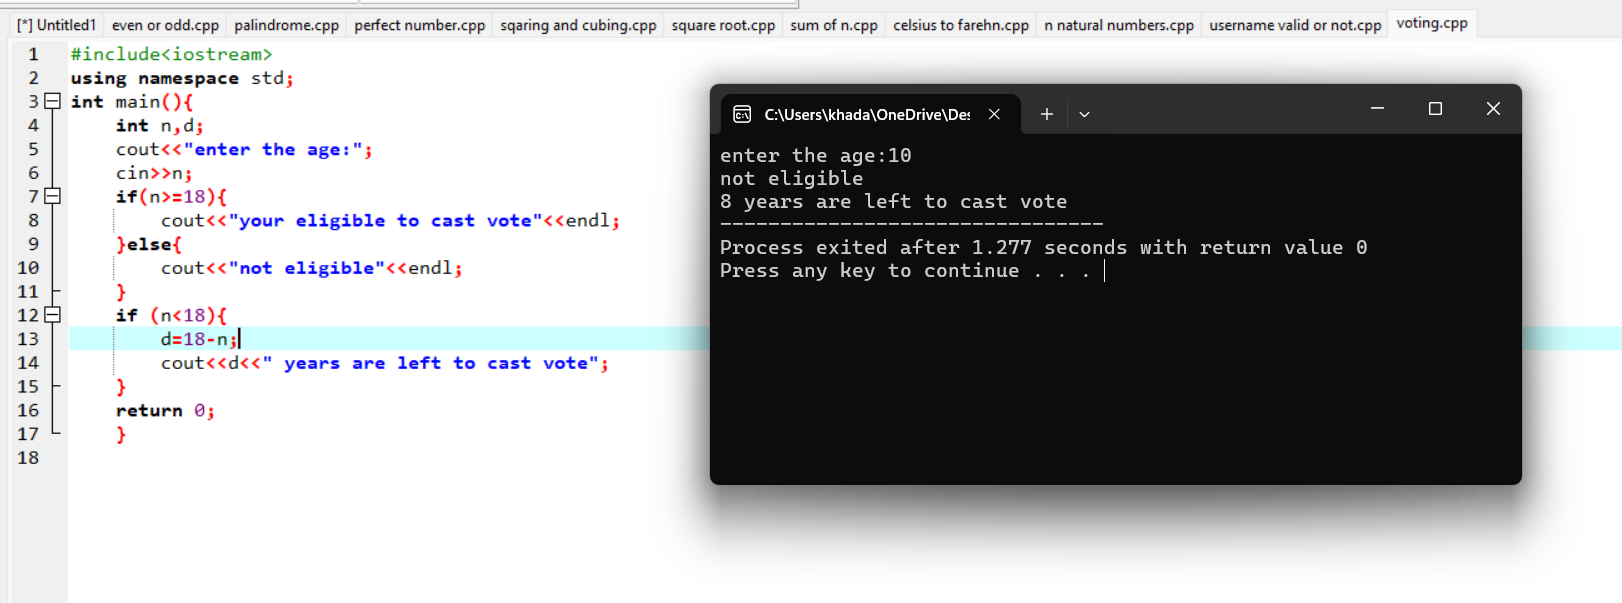 [*] Untitled1 even or odd.cpp palindrome.cpp perfect number.cpp sqaring and cubing.cpp square root.cpp sum of n.cpp celsius to farehn.cpp n natural numbers.cpp username valid or not.cpp voting.cpp
1 #include<iostream>
2 using namespace std;
3 int main(){
4 int n,d;
5 cout<<"enter the age:";
6 cin>>n;
7 if(n>=18){
8 cout<<"your eligible to cast vote"<<endl;
9 }else{
10 cout<<"not eligible"<<endl;
11 }
12 if (n<18){
13 d=18-n;
14 cout<<d<<" years are left to cast vote";
15 }
16 return 0;
17 }
18
C:\Users\khada\OneDrive\Des
enter the age:10
not eligible
8 years are left to cast vote
--------------------------------
Process exited after 1.277 seconds with return value 0
Press any key to continue . . .